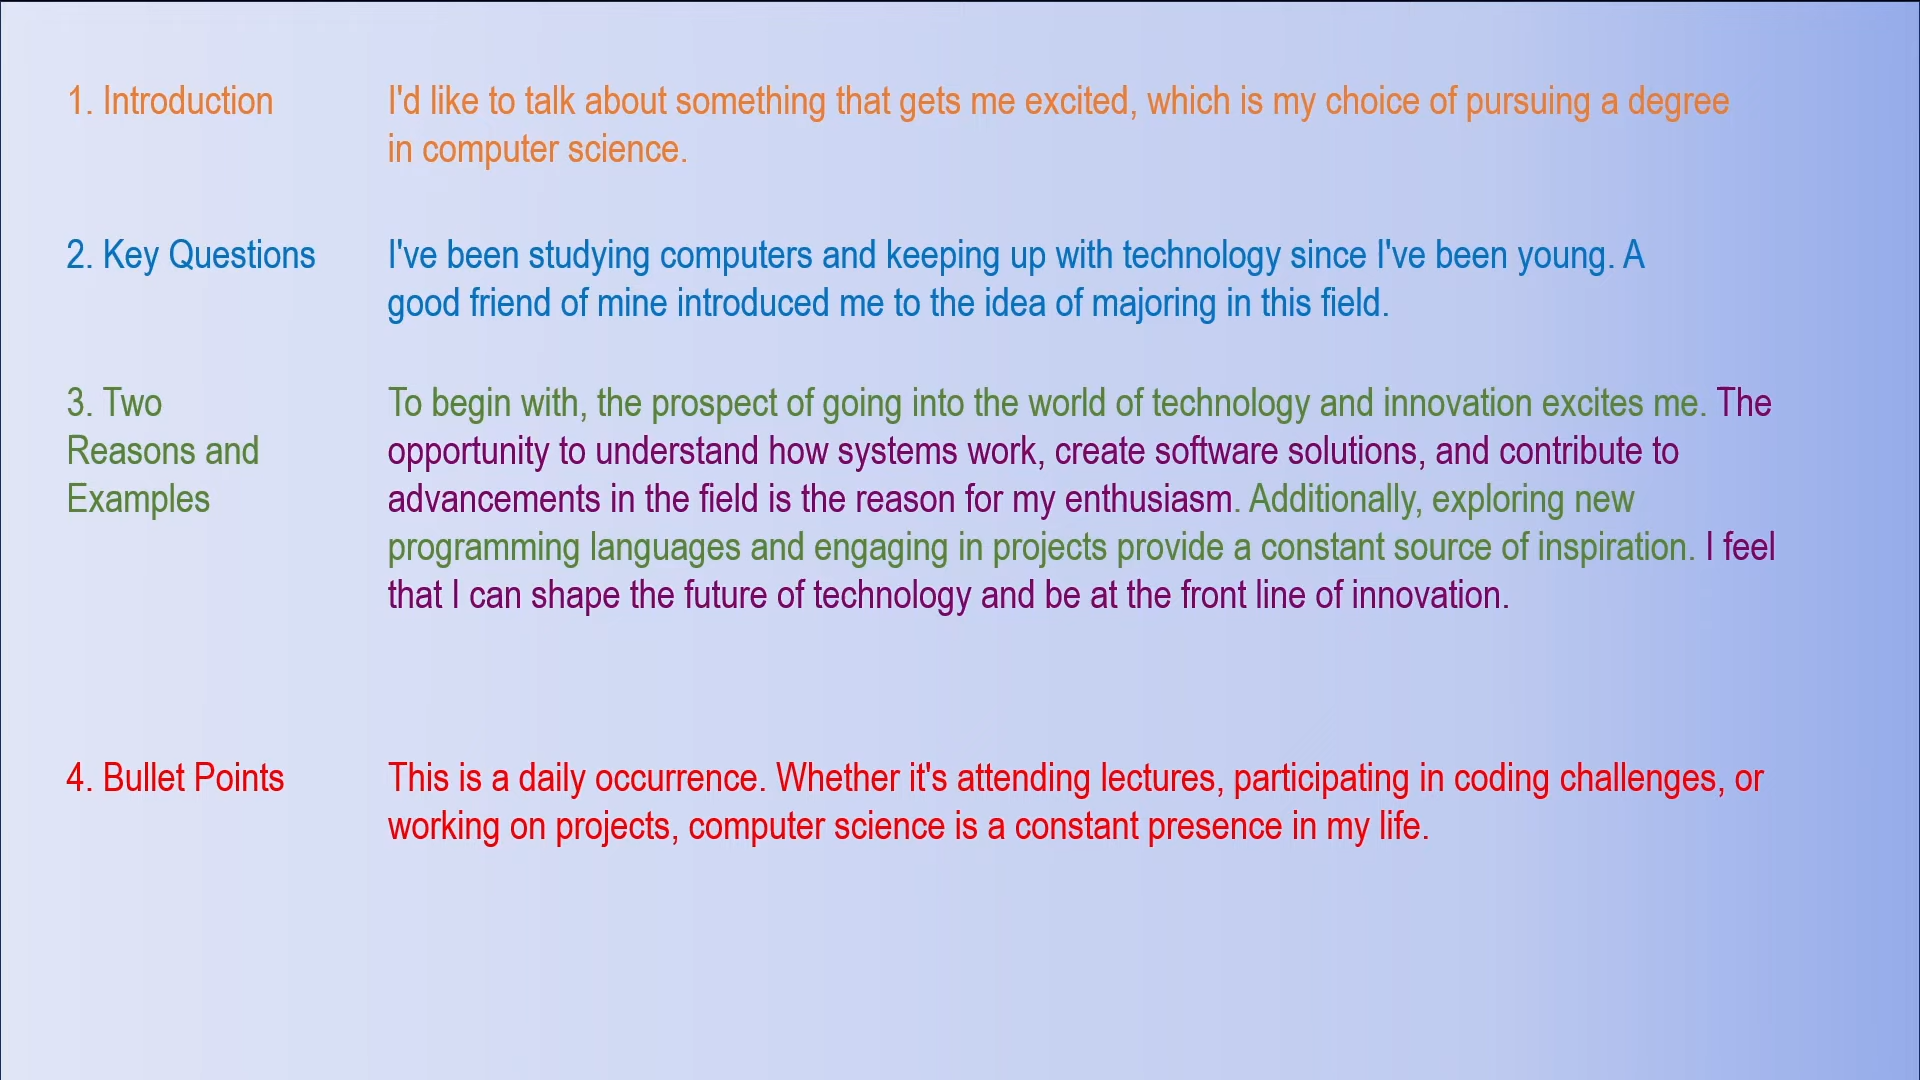 1. Introduction
I'd like to talk about something that gets me excited, which is my choice of pursuing a degree
in computer science.
2. Key Questions
I've been studying computers and keeping up with technology since I've been young. A
good friend of mine introduced me to the idea of majoring in this field.
3. Two
Reasons and
Examples
To begin with, the prospect of going into the world of technology and innovation excites me. The
opportunity to understand how systems work, create software solutions, and contribute to
advancements in the field is the reason for my enthusiasm. Additionally, exploring new
programming languages and engaging in projects provide a constant source of inspiration. I feel
that I can shape the future of technology and be at the front line of innovation.
4. Bullet Points
This is a daily occurrence. Whether it's attending lectures, participating in coding challenges, or
working on projects, computer science is a constant presence in my life.